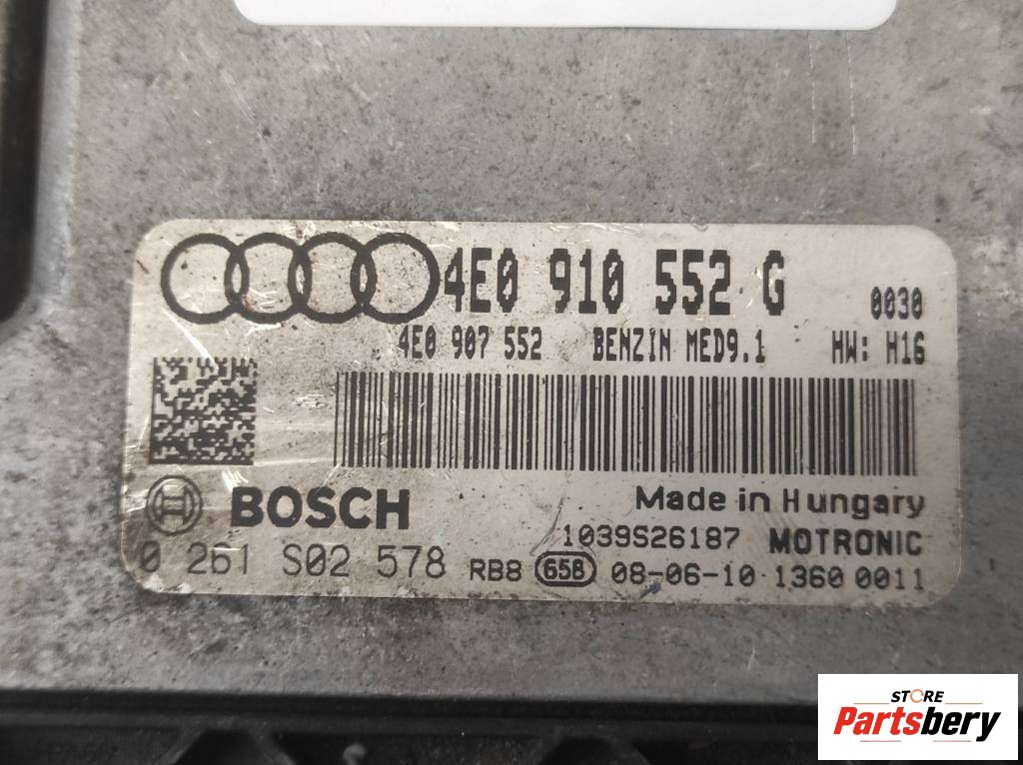 4E0 910 552 G 0030
4E0 907 552 BENZIN MED9.1 HW: H16
BOSCH Made in Hungary
1039S26187 MOTRONIC
0 261 S02 578 RB8 658 08-06-10 1360 0011
STORE
Partsbery